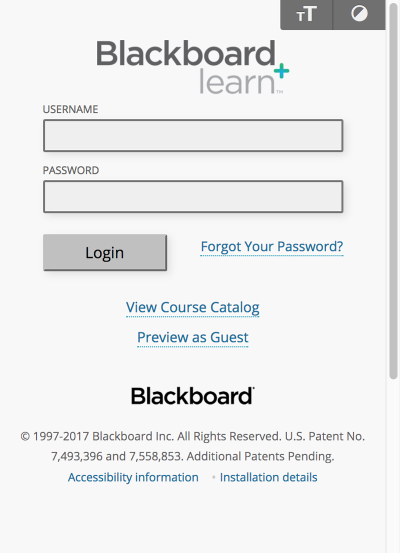 TT
Blackboard
learn+™
USERNAME
PASSWORD
Login
Forgot Your Password?
View Course Catalog
Preview as Guest
Blackboard®
© 1997-2017 Blackboard Inc. All Rights Reserved. U.S. Patent No.
7,493,396 and 7,558,853. Additional Patents Pending.
Accessibility information • Installation details